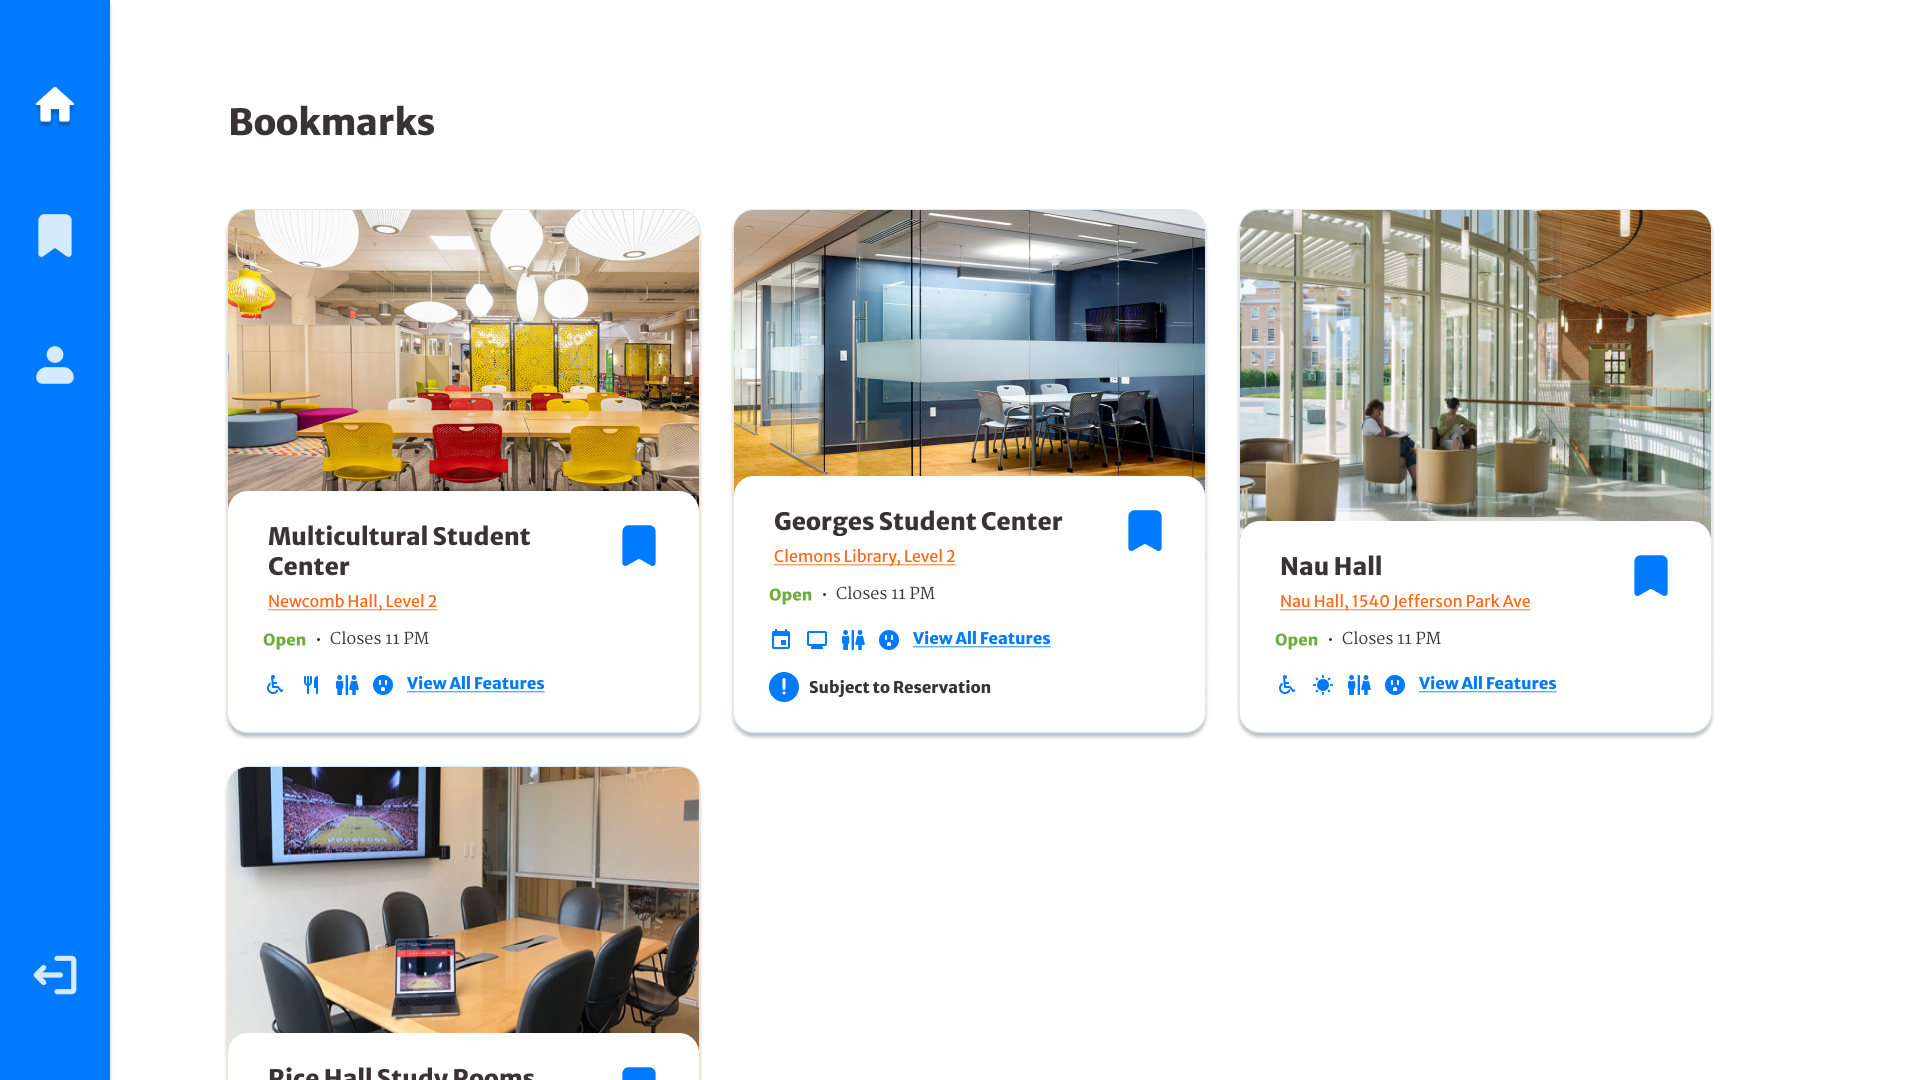 Bookmarks
Multicultural Student
Center
Newcomb Hall, Level 2
Open • Closes 11 PM
View All Features
Georges Student Center
Clemons Library, Level 2
Open • Closes 11 PM
View All Features
Subject to Reservation
Nau Hall
Nau Hall, 1540 Jefferson Park Ave
Open • Closes 11 PM
View All Features
Rice Hall Study Rooms